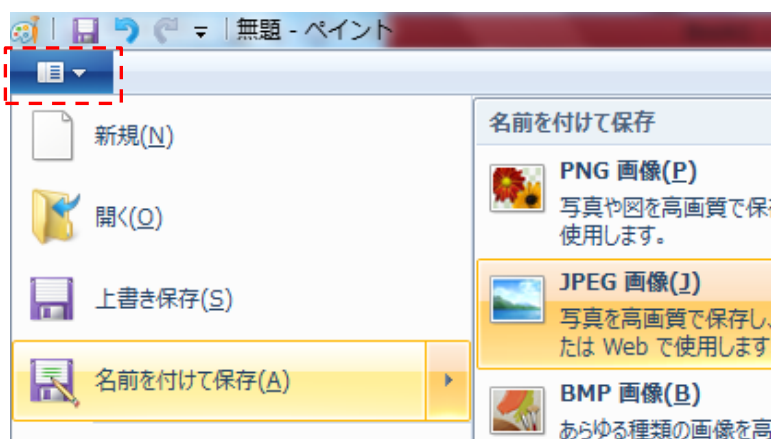 無題 - ペイント
新規(N)
開く(O)
上書き保存(S)
名前を付けて保存(A)
名前を付けて保存
PNG 画像(P)
写真や図を高画質で保
使用します。
JPEG 画像(J)
写真を高画質で保存し、
たは Web で使用します
BMP 画像(B)
あらゆる種類の画像を高